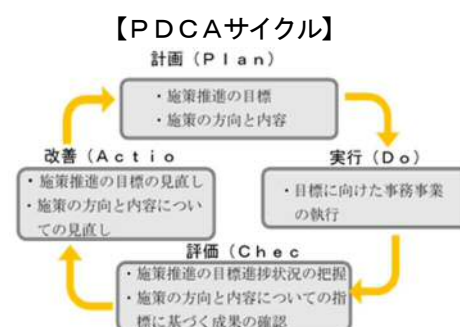 【ＰＤＣＡサイクル】
計画（Ｐｌａｎ）
・施策推進の目標
・施策の方向と内容
改善（Ａｃｔｉｏ
・施策推進の目標の見直し
・施策の方向と内容につい
ての見直し
実行（Ｄｏ）
・目標に向けた事務事業
の執行
評価（Ｃｈｅｃ
・施策推進の目標進捗状況の把握
・施策の方向と内容についての指
標に基づく成果の確認